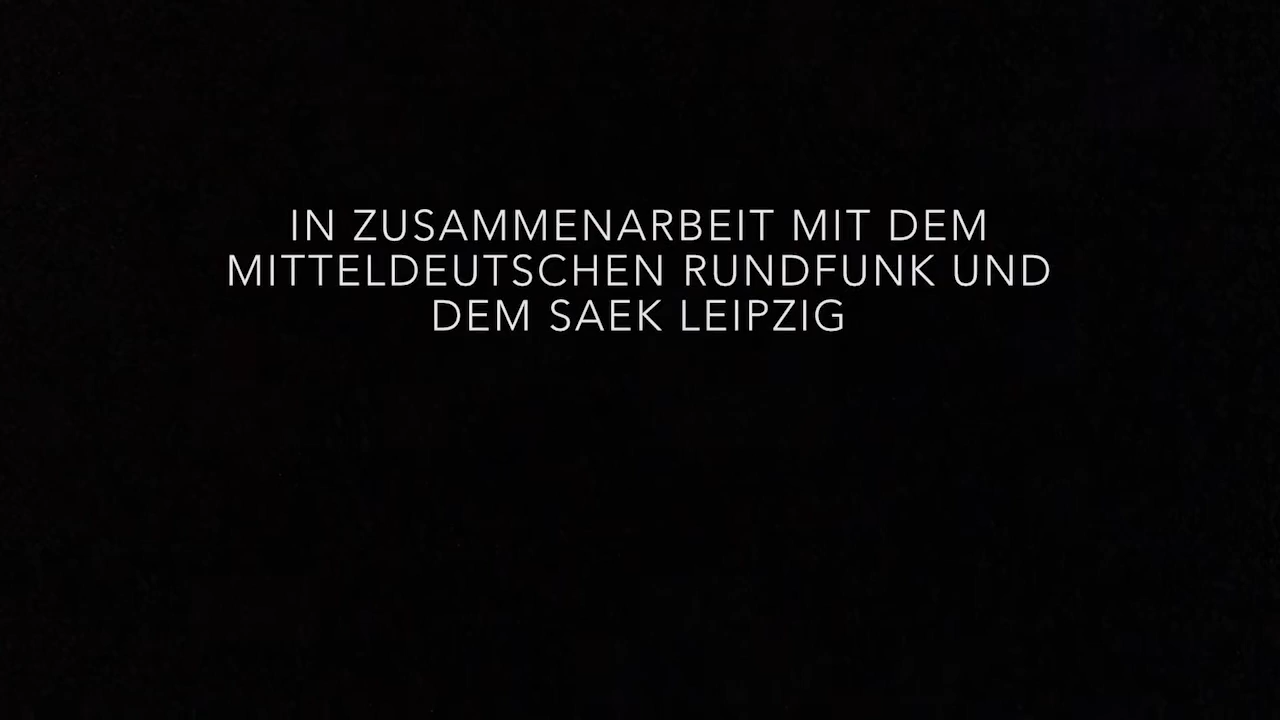 IN ZUSAMMENARBEIT MIT DEM
MITTELDEUTSCHEN RUNDFUNK UND
DEM SAEK LEIPZIG